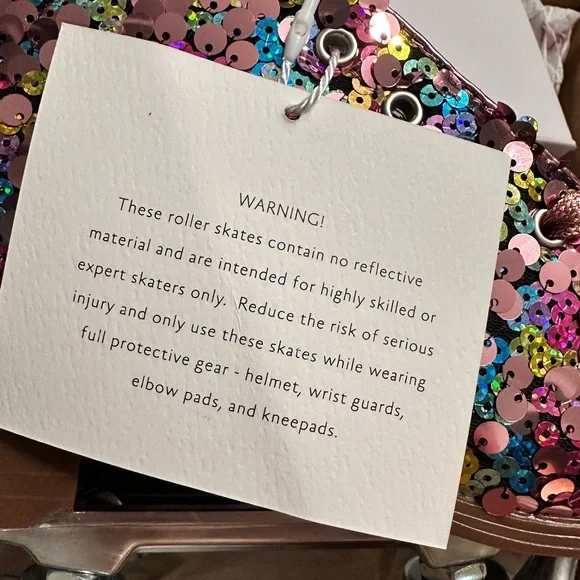 WARNING!
These roller skates contain no reflective
material and are intended for highly skilled or
expert skaters only. Reduce the risk of serious
injury and only use these skates while wearing
full protective gear - helmet, wrist guards,
elbow pads, and kneepads.